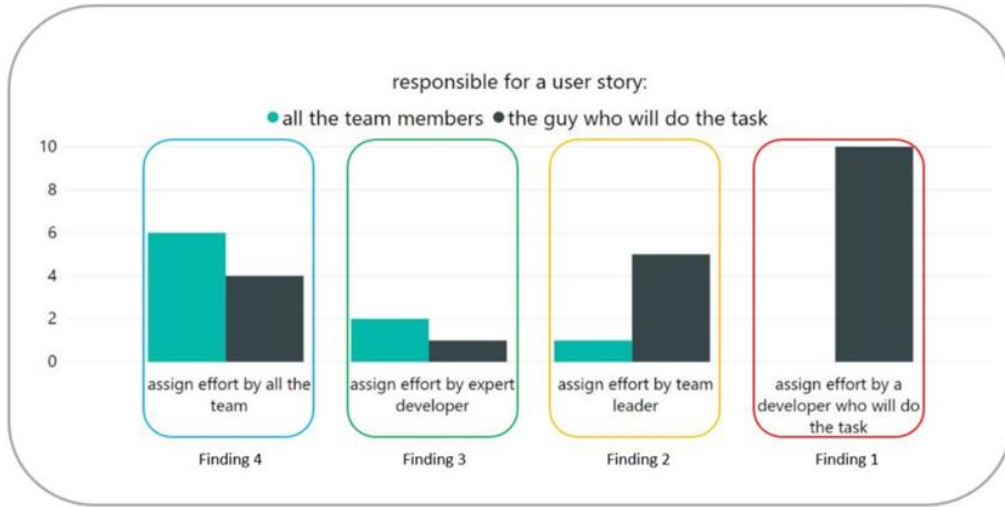 responsible for a user story:
all the team members the guy who will do the task
10
8
6
4
2
0
assign effort by all the
team
assign effort by expert
developer
assign effort by team
leader
assign effort by a
developer who will do
the task
Finding 4
Finding 3
Finding 2
Finding 1